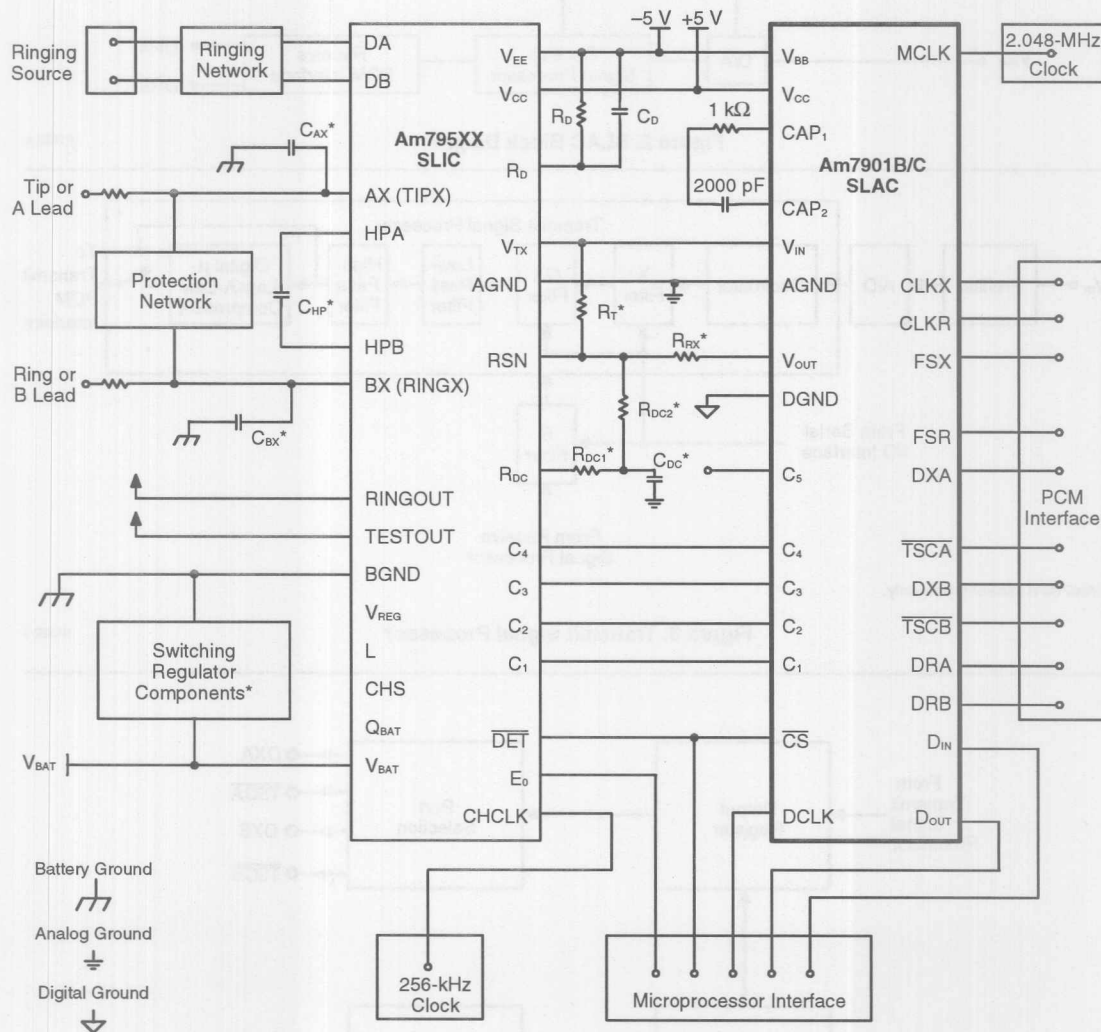 –5 V
+5 V
Ringing
Source
Ringing
Network
DA
DB
Am795XX
SLIC
AX (TIPX)
HPA
HPB
BX (RINGX)
RINGOUT
TESTOUT
BGND
VREG
L
CHS
QBAT
VBAT
VEE
VCC
RD
VTX
AGND
RSN
RDC
C4
C3
C2
C1
DET
E0
CHCLK
CAX*
Tip or
A Lead
Protection
Network
CHP*
Ring or
B Lead
CBX*
Switching
Regulator
Components*
VBAT
RD
CD
1 kΩ
2000 pF
RT*
RRX*
RDC2*
RDC1*
CDC*
Am7901B/C
SLAC
VBB
VCC
CAP1
CAP2
VIN
AGND
VOUT
DGND
C5
C4
C3
C2
C1
CS
DCLK
MCLK
CLKX
CLKR
FSX
FSR
DXA
TSCA
DXB
TSCB
DRA
DRB
DIN
DOUT
2.048-MHz
Clock
PCM
Interface
Battery Ground
Analog Ground
Digital Ground
256-kHz
Clock
Microprocessor Interface